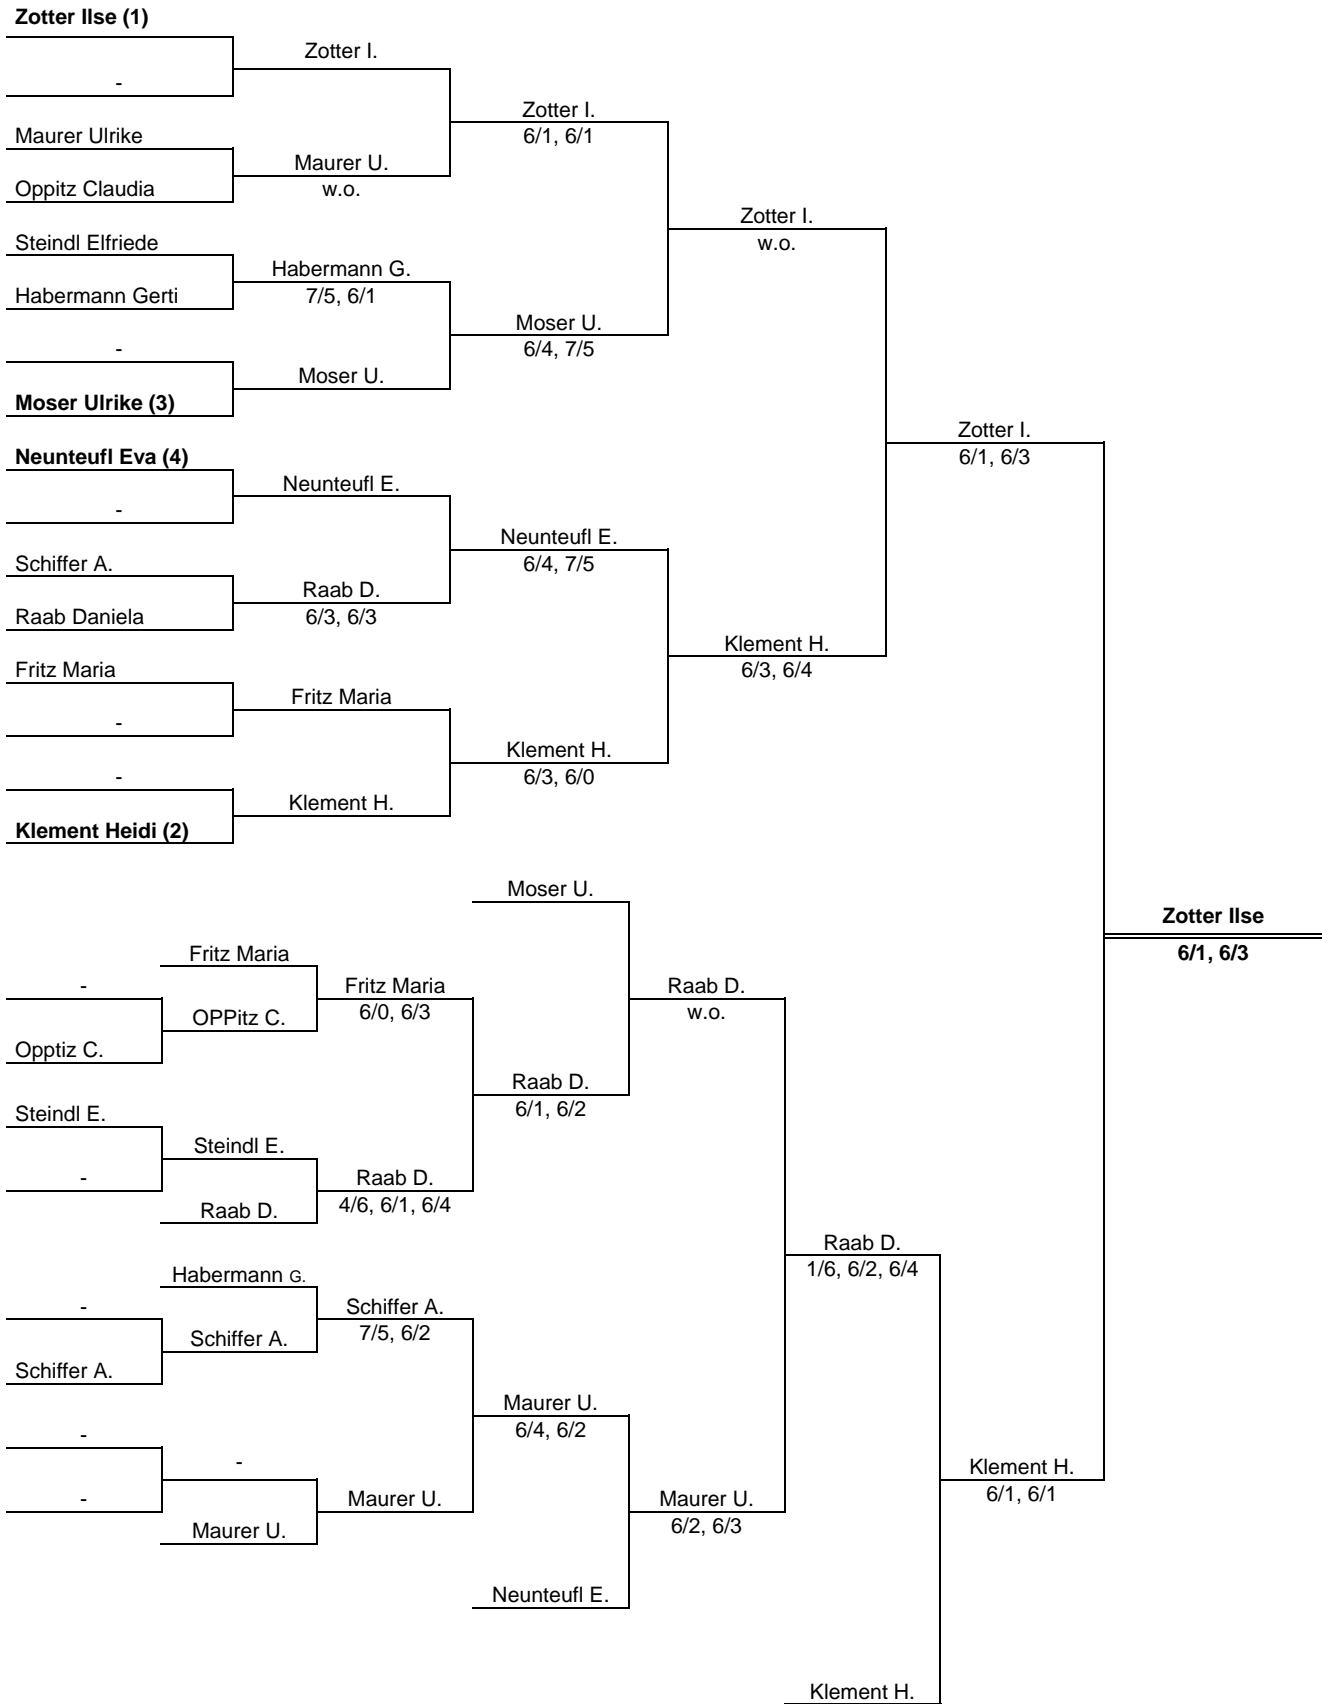 Zotter Ilse (1)
Zotter I.
-
Zotter I.
6/1, 6/1
Maurer Ulrike
Maurer U.
w.o.
Oppitz Claudia
Zotter I.
w.o.
Steindl Elfriede
Habermann G.
7/5, 6/1
Habermann Gerti
Moser U.
6/4, 7/5
-
Moser U.
Moser Ulrike (3)
Zotter I.
6/1, 6/3
Neunteufl Eva (4)
Neunteufl E.
-
Neunteufl E.
6/4, 7/5
Schiffer A.
Raab D.
6/3, 6/3
Raab Daniela
Klement H.
6/3, 6/4
Fritz Maria
Fritz Maria
-
Klement H.
6/3, 6/0
-
Klement H.
Klement Heidi (2)
Moser U.
Zotter Ilse
6/1, 6/3
Fritz Maria
-
Fritz Maria
6/0, 6/3
Raab D.
w.o.
OPPitz C.
Opptiz C.
Raab D.
6/1, 6/2
Steindl E.
Steindl E.
-
Raab D.
4/6, 6/1, 6/4
Raab D.
Raab D.
1/6, 6/2, 6/4
Habermann G.
-
Schiffer A.
7/5, 6/2
Schiffer A.
Schiffer A.
Maurer U.
6/4, 6/2
-
-
Klement H.
6/1, 6/1
-
Maurer U.
Maurer U.
6/2, 6/3
Maurer U.
Neunteufl E.
Klement H.